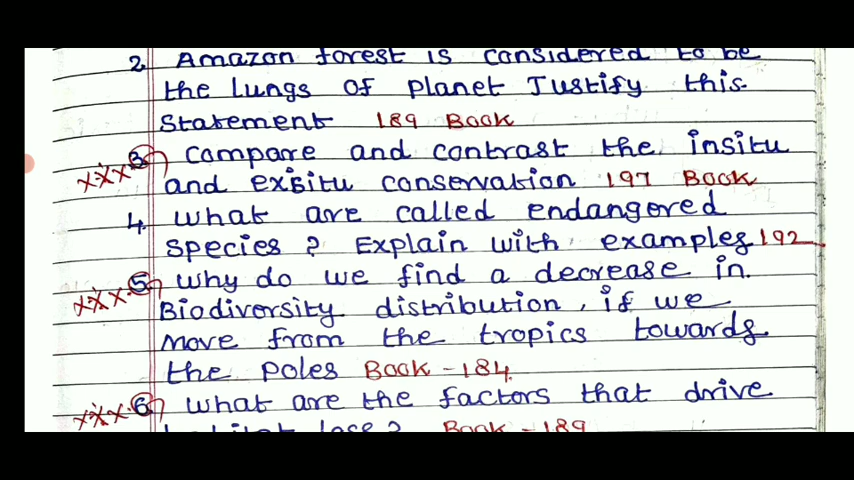 2. Amazon forest is considered to be
the Lungs of planet Justify this
statement 189 Book
xxx 3 Compare and contrast the insitu
and exsitu conservation 197 Book
4. what are called endangered
species? Explain with examples 192
xxx 5 why do we find a decrease in
Biodiversity distribution, if we
move from the tropics towards
the poles Book - 184
xxx 6 what are the factors that drive
habitat loss? Book - 189